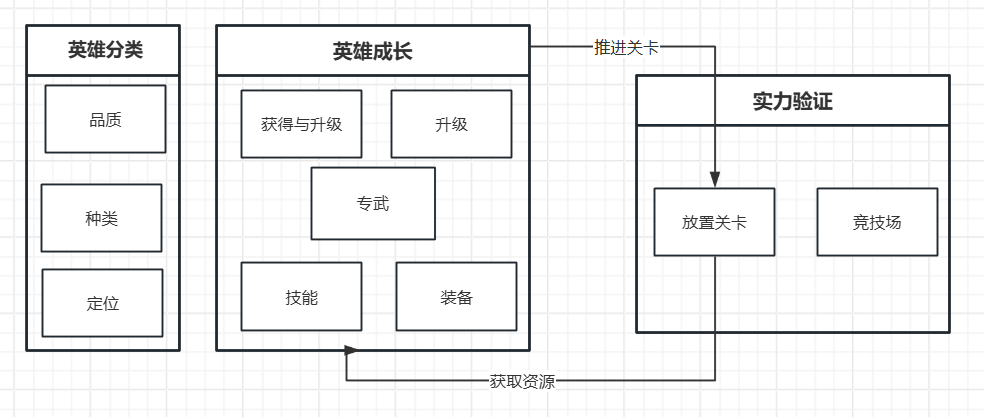 英雄分类
品质
种类
定位
英雄成长
获得与升级
升级
专武
技能
装备
推进关卡
实力验证
放置关卡
竞技场
获取资源